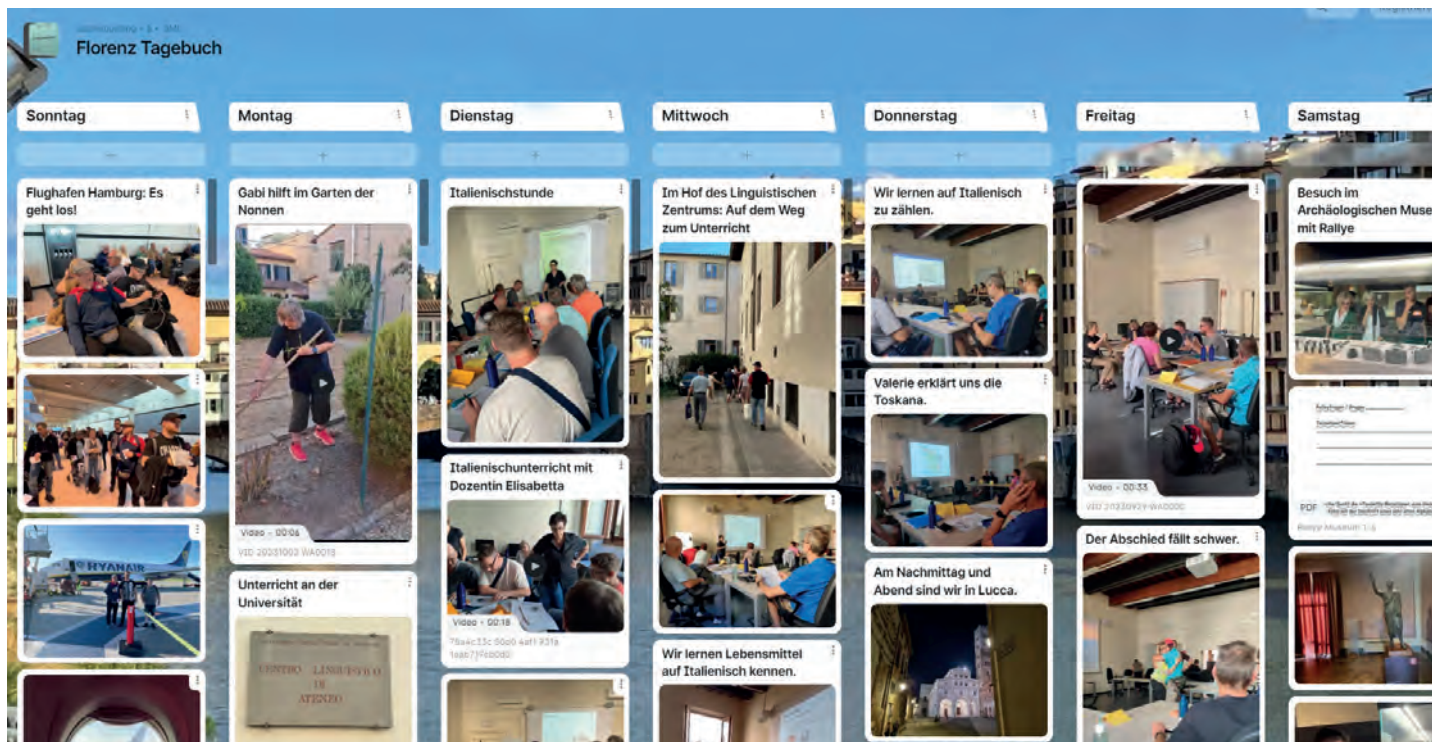 Florenz Tagebuch
Sonntag
Flughafen Hamburg: Es
geht los!
RYANAIR
Montag
Gabi hilft im Garten der
Nonnen
Video - 00:06
VID 20231002 WA0013
Unterricht an der
Universität
CENTRO LINGUISTICO
DI
ATENEO
Dienstag
Italienischstunde
Italienischunterricht mit
Dozentin Elisabetta
Video - 00:18
Mittwoch
Im Hof des Linguistischen
Zentrums: Auf dem Weg
zum Unterricht
Wir lernen Lebensmittel
auf Italienisch kennen.
Donnerstag
Wir lernen auf Italienisch
zu zählen.
Valerie erklärt uns die
Toskana.
Am Nachmittag und
Abend sind wir in Lucca.
Freitag
Video - 00:33
Der Abschied fällt schwer.
Samstag
Besuch im
Archäologischen Muse
mit Rallye
PDF